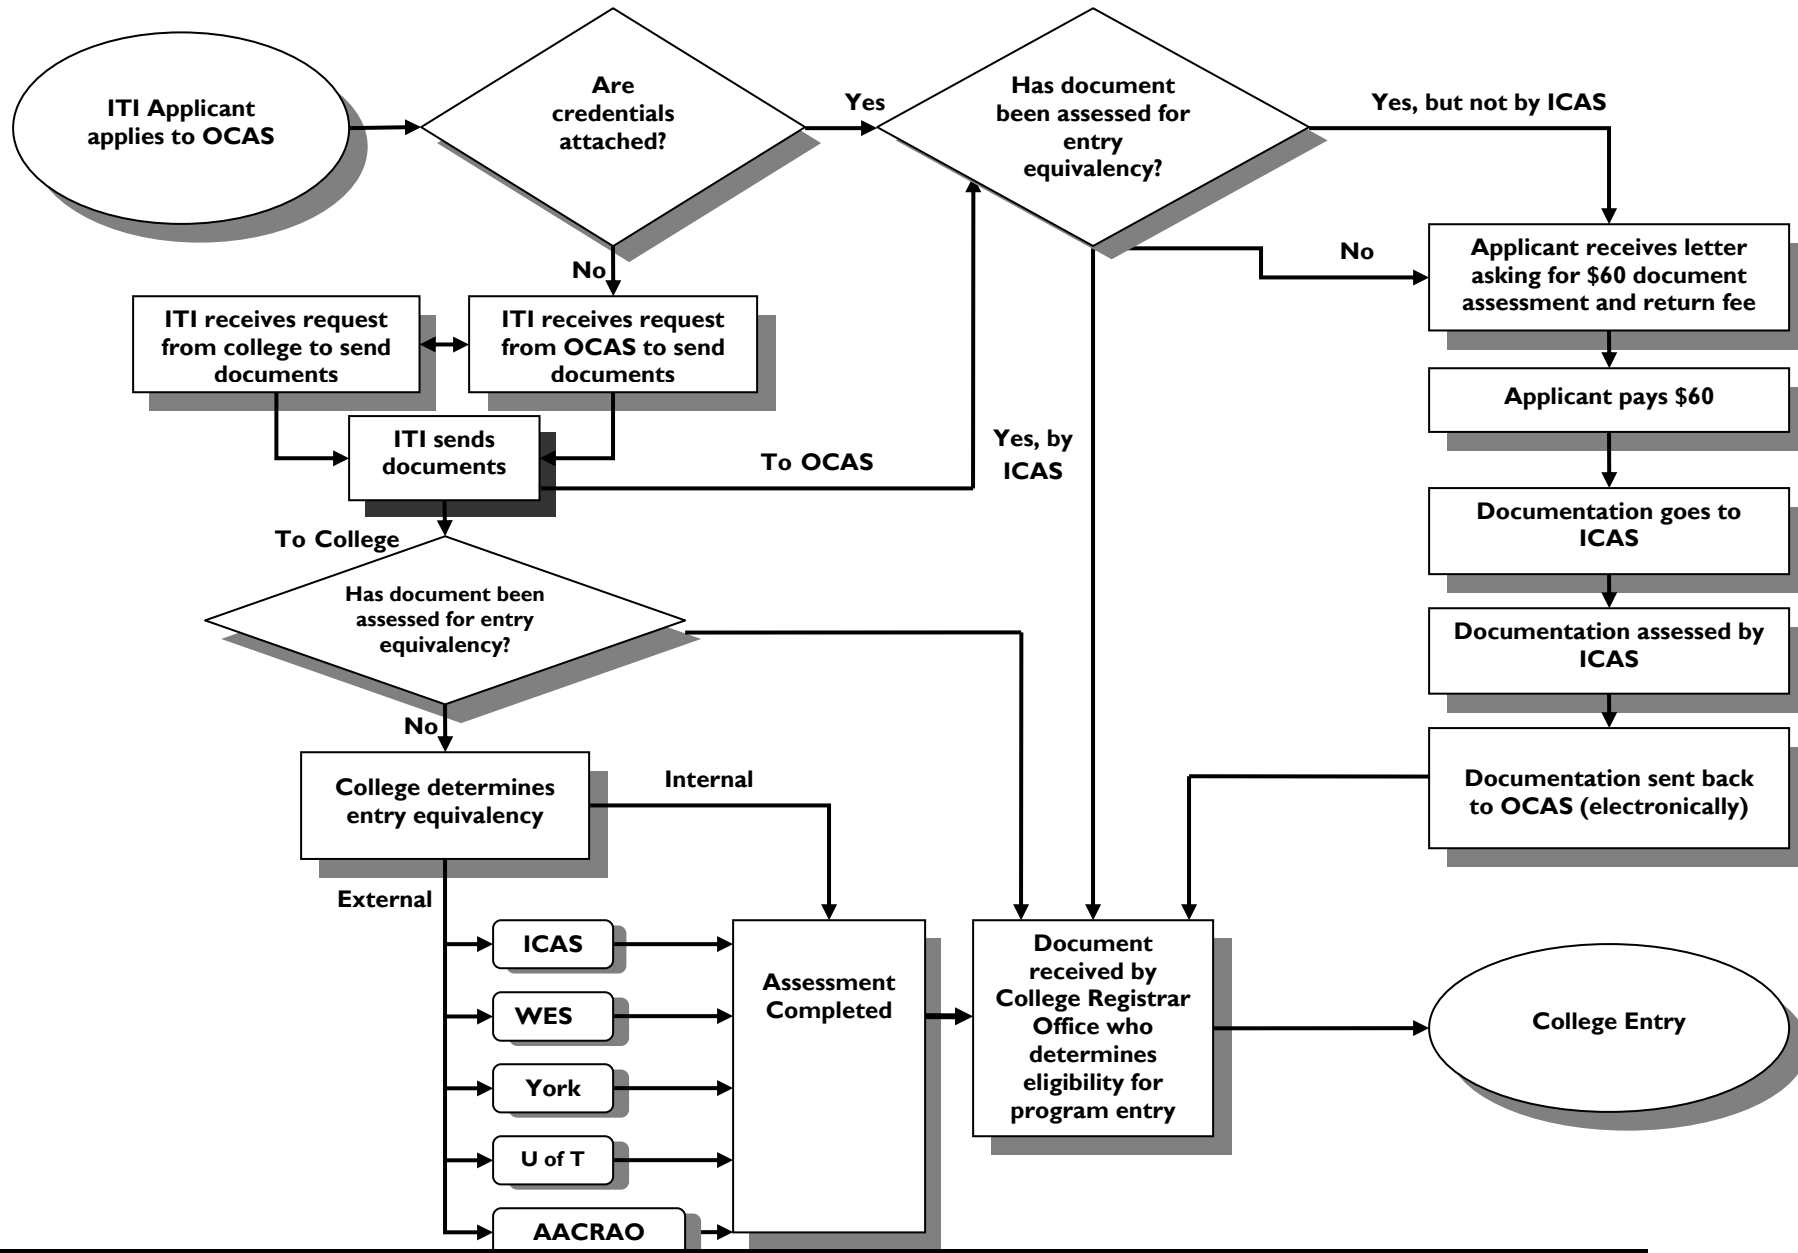 ITI Applicant
applies to OCAS
Are
credentials
attached?
Yes
Has document
been assessed for
entry
equivalency?
Yes, but not by ICAS
No
Applicant receives letter
asking for $60 document
assessment and return fee
No
ITI receives request
from college to send
documents
ITI receives request
from OCAS to send
documents
Applicant pays $60
ITI sends
documents
To OCAS
Yes, by
ICAS
Documentation goes to
ICAS
To College
Has document been
assessed for entry
equivalency?
Documentation assessed by
ICAS
No
College determines
entry equivalency
Internal
Documentation sent back
to OCAS (electronically)
External
ICAS
WES
York
U of T
AACRAO
Assessment
Completed
Document
received by
College Registrar
Office who
determines
eligibility for
program entry
College Entry